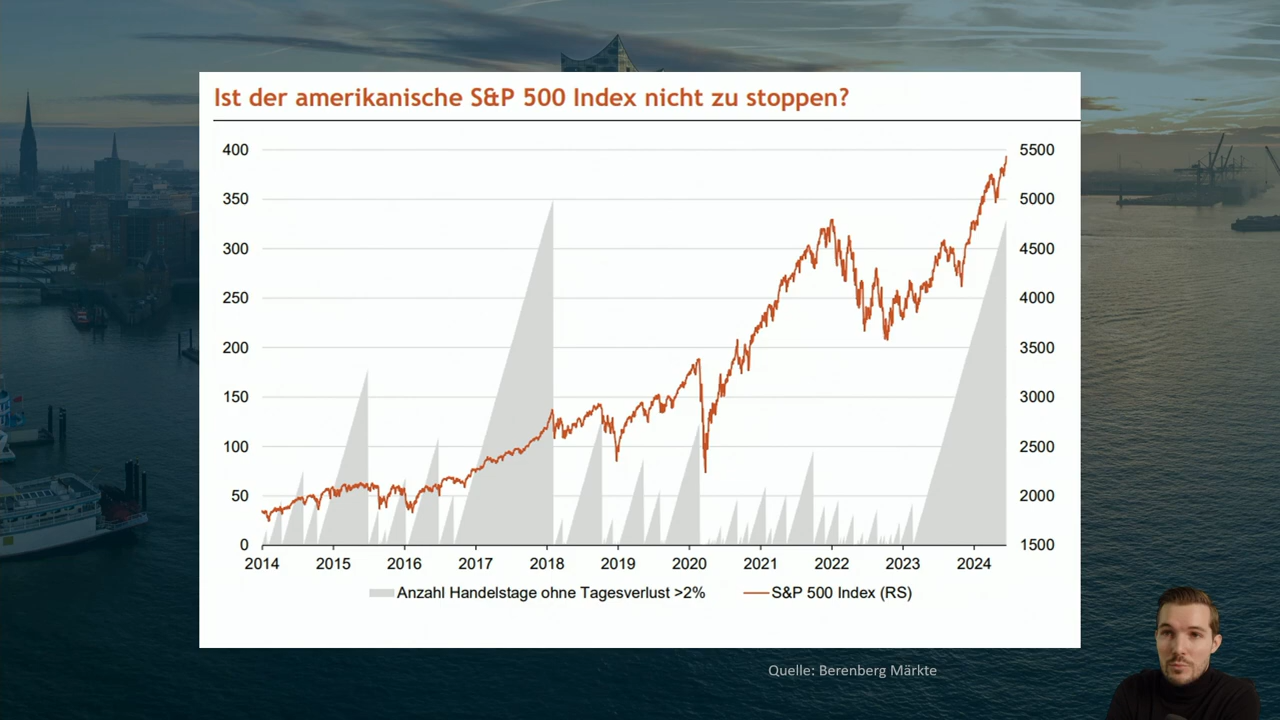 Ist der amerikanische S&P 500 Index nicht zu stoppen?
400 5500
350 5000
300 4500
250 4000
200 3500
150 3000
100 2500
50 2000
0 1500
2014 2015 2016 2017 2018 2019 2020 2021 2022 2023 2024
Anzahl Handelstage ohne Tagesverlust >2% S&P 500 Index (RS)
Quelle: Berenberg Märkte